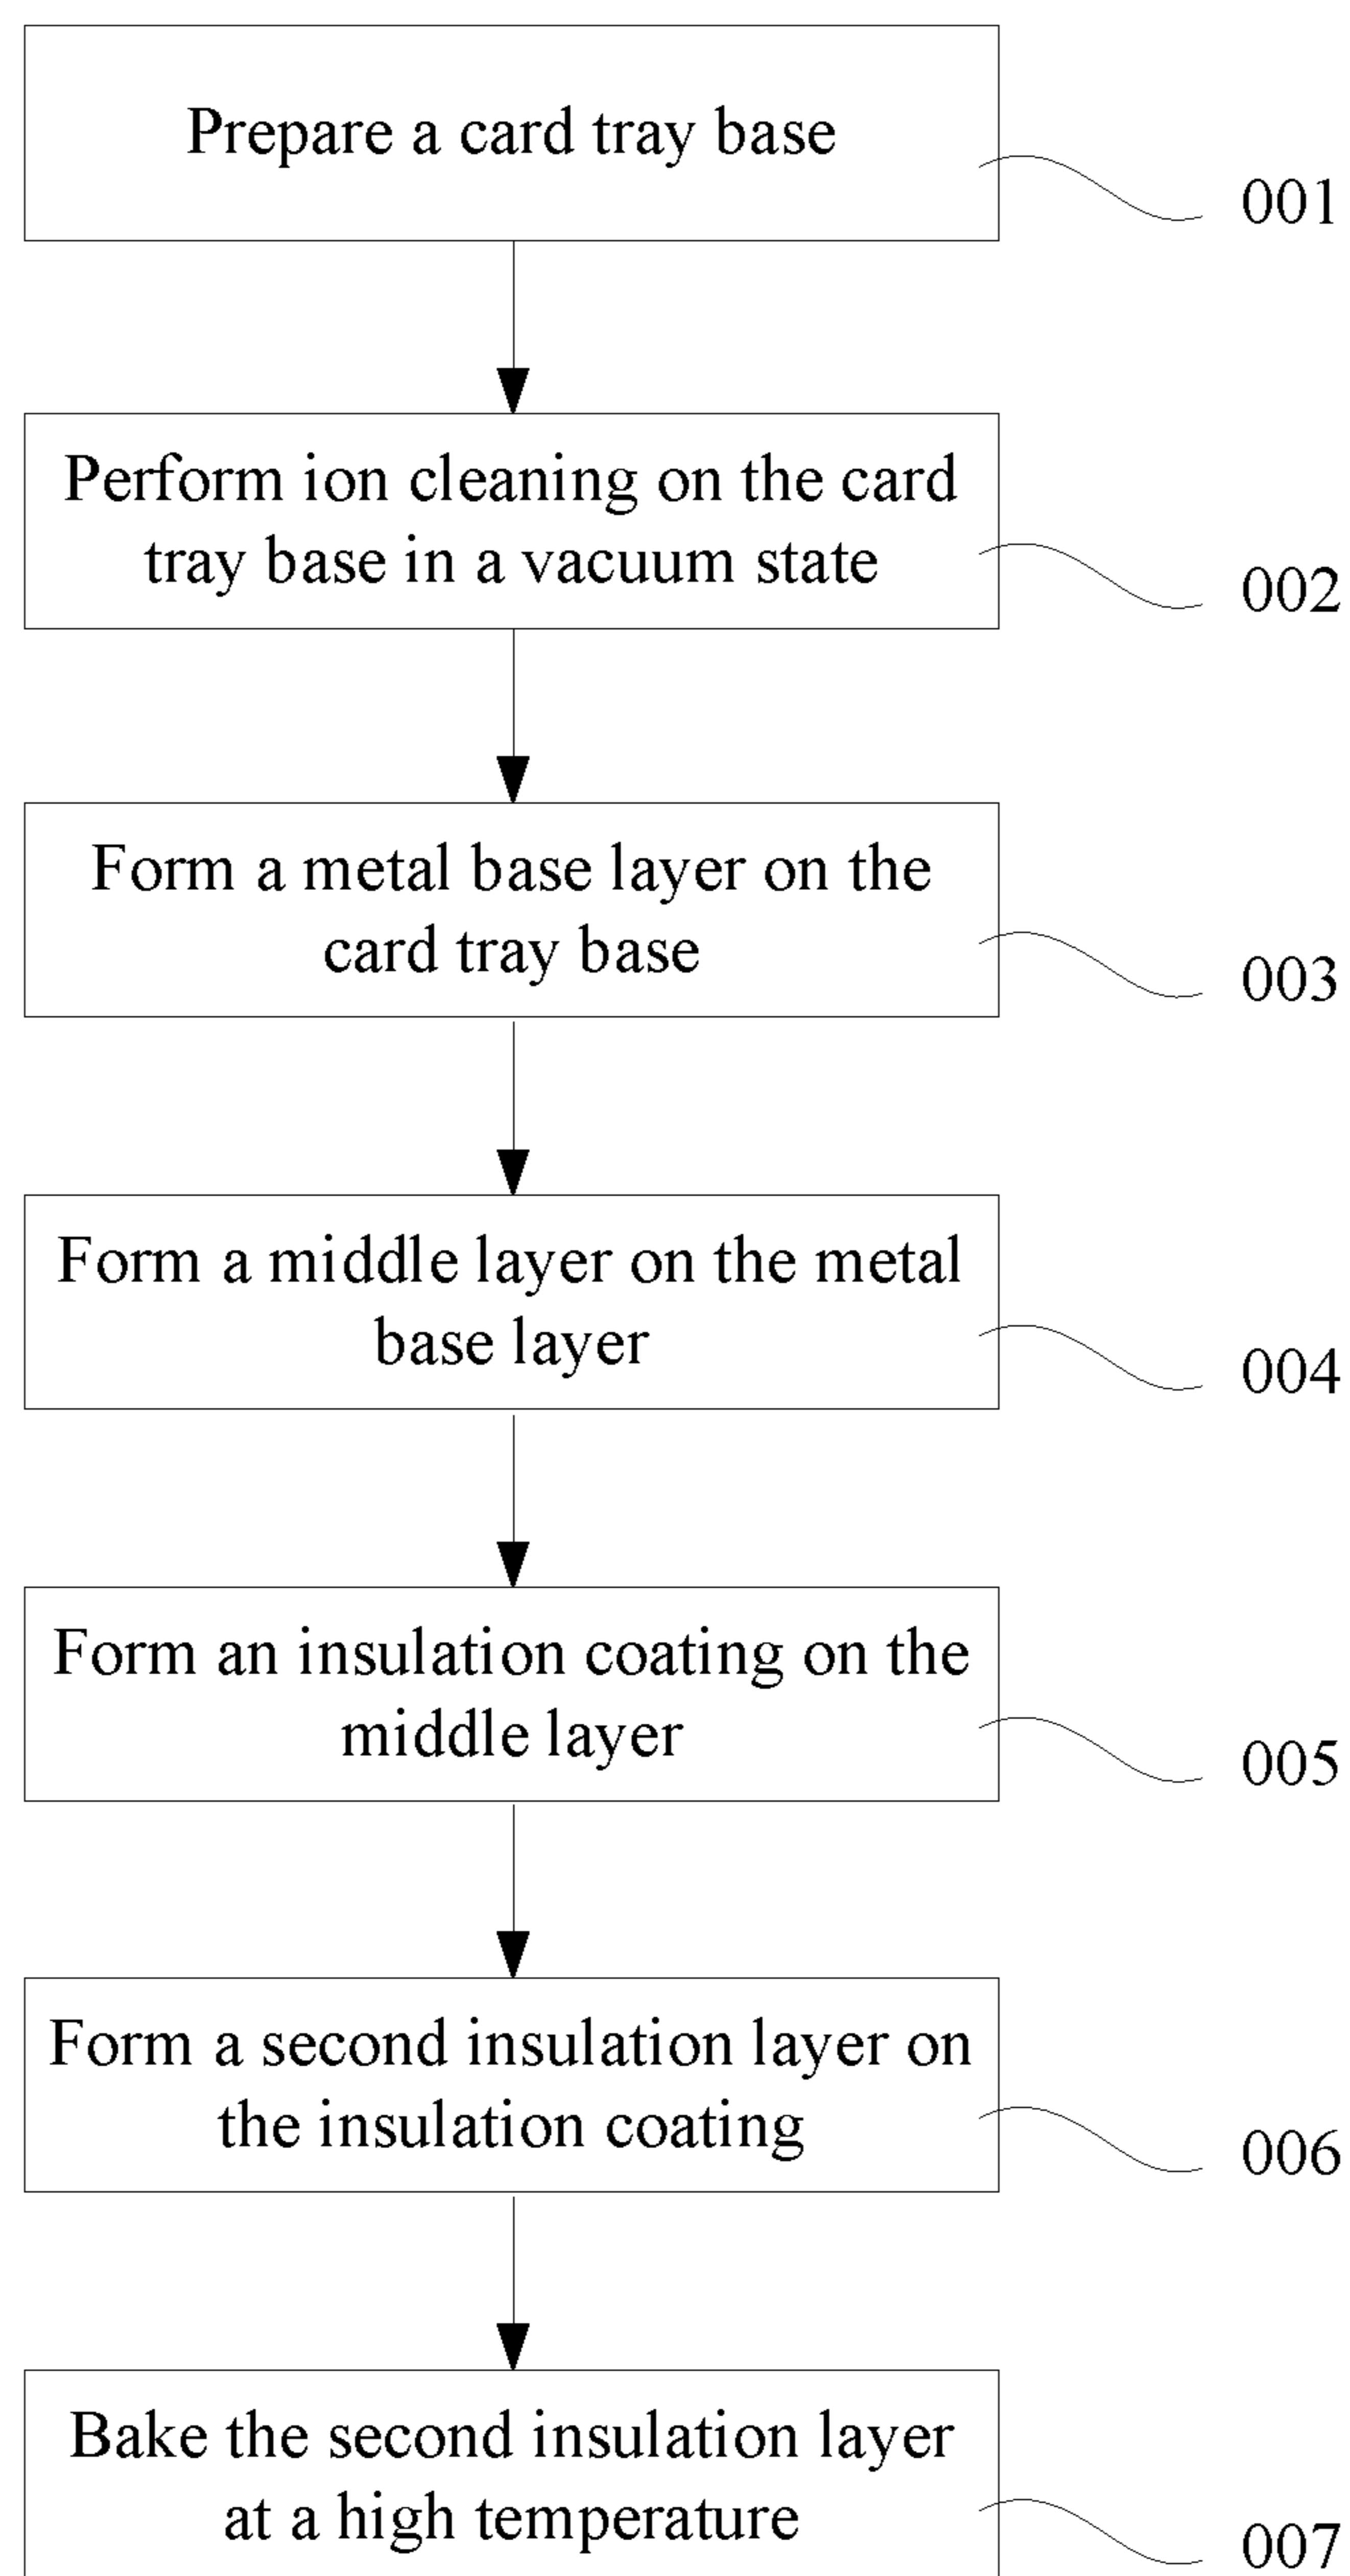 Prepare a card tray base
001
Perform ion cleaning on the card
tray base in a vacuum state
002
Form a metal base layer on the
card tray base
003
Form a middle layer on the metal
base layer
004
Form an insulation coating on the
middle layer
005
Form a second insulation layer on
the insulation coating
006
Bake the second insulation layer
at a high temperature
007